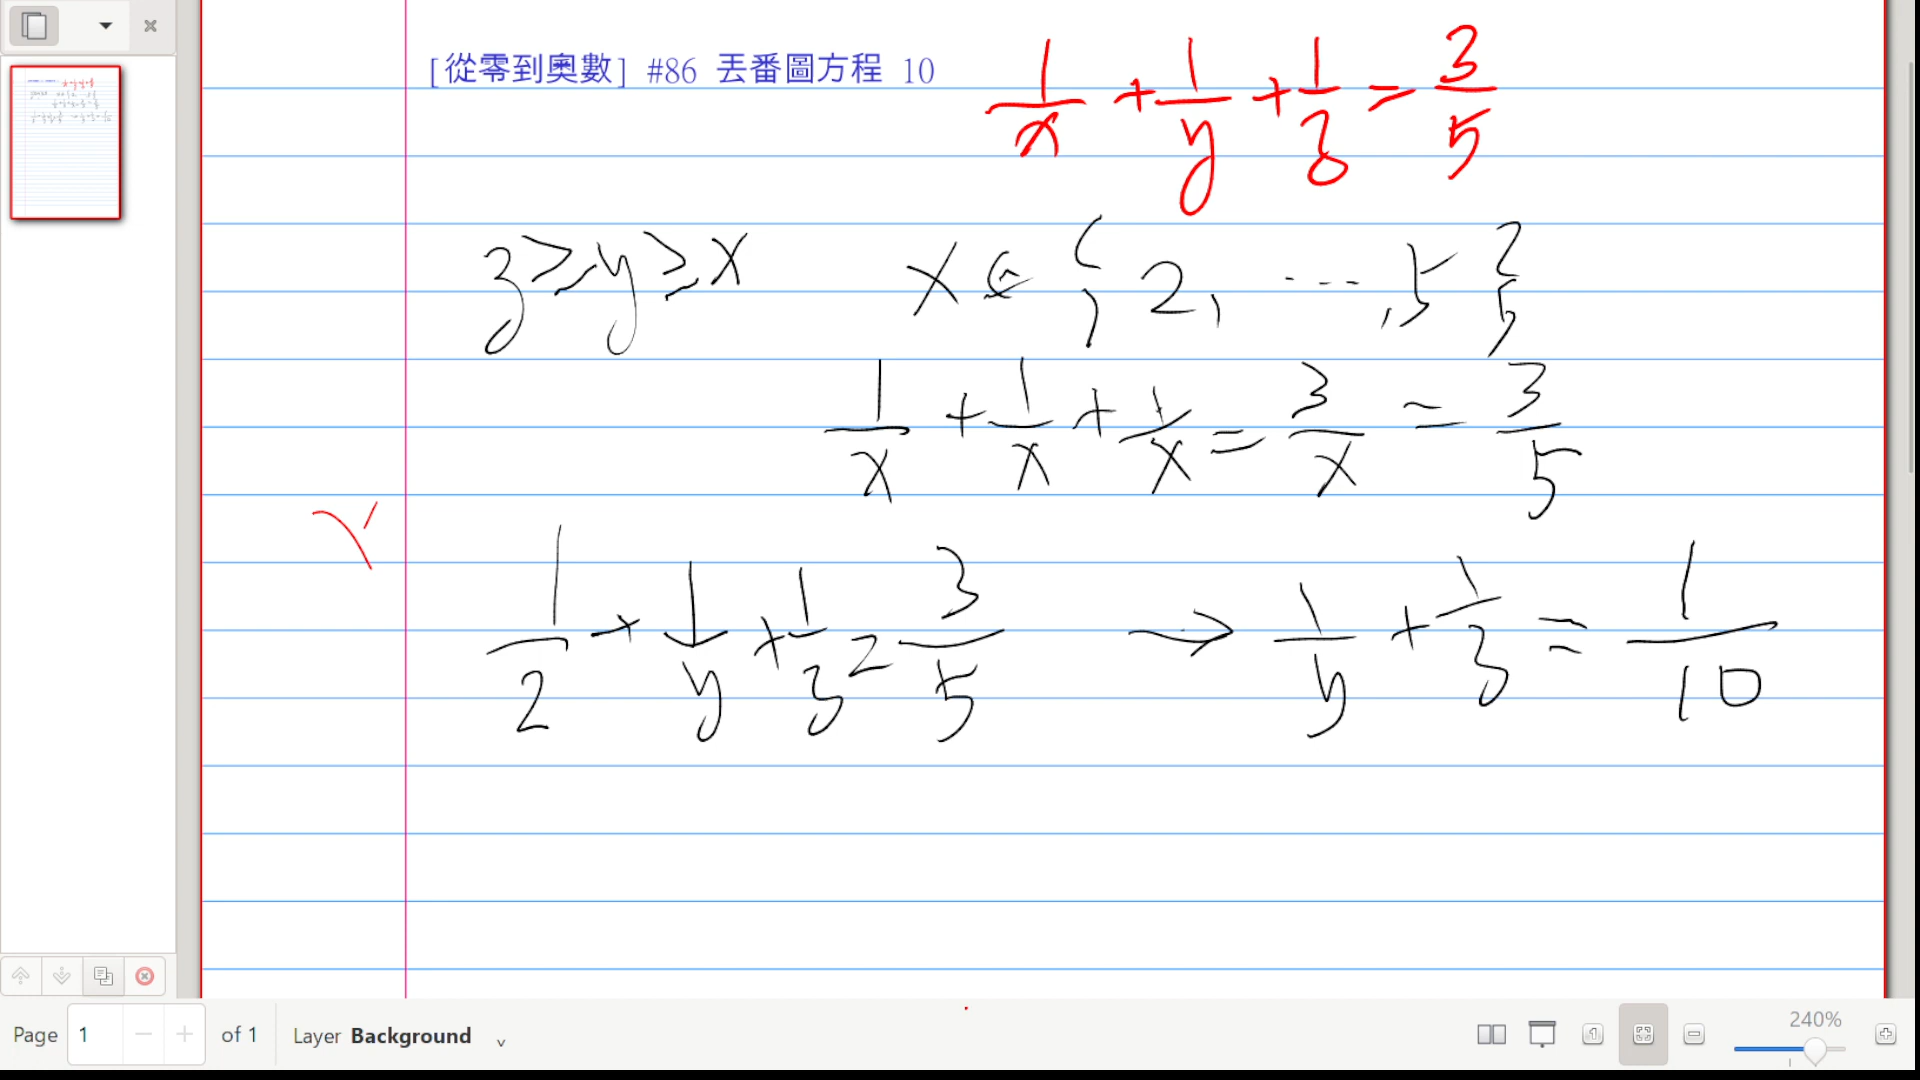 [從零到奧數] #86 丟番圖方程 10
1/x + 1/y + 1/z = 3/5
z ≥ y ≥ x x ∈ { 2, ... , 5 }
1/x + 1/x + 1/x = 3/x = 3/5
1/2 + 1/y + 1/z = 3/5 → 1/y + 1/z = 1/10
Page 1 of 1 Layer Background 240%